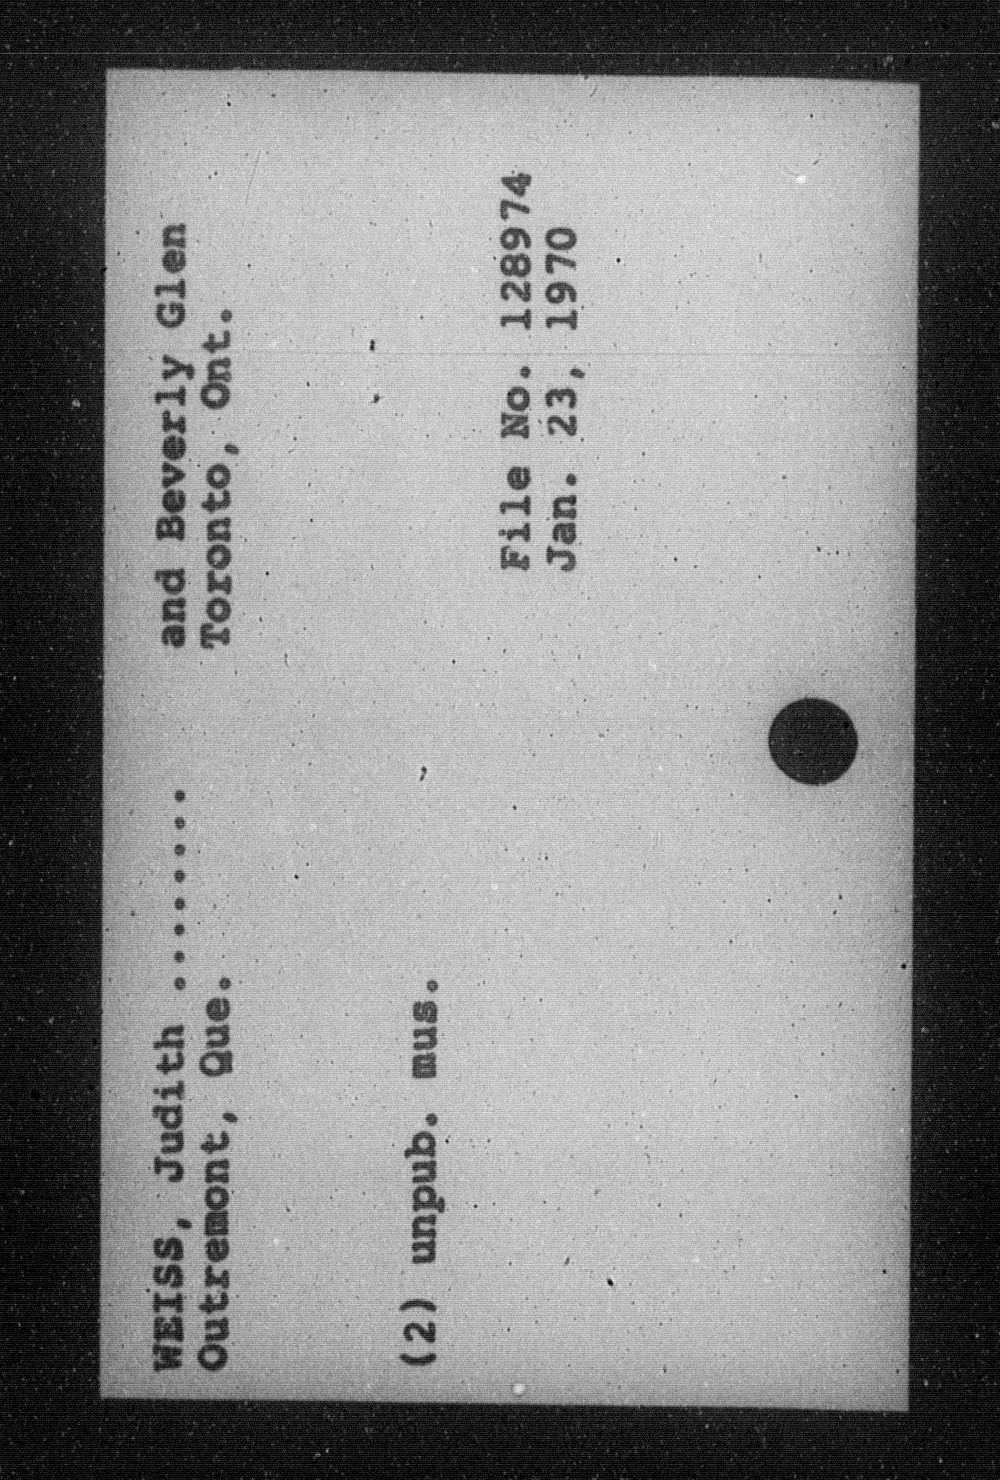 WEISS, Judith ........ and Beverly Glen
Outremont, Que. Toronto, Ont.
(2) unpub. mus.
File No. 128974
Jan. 23, 1970